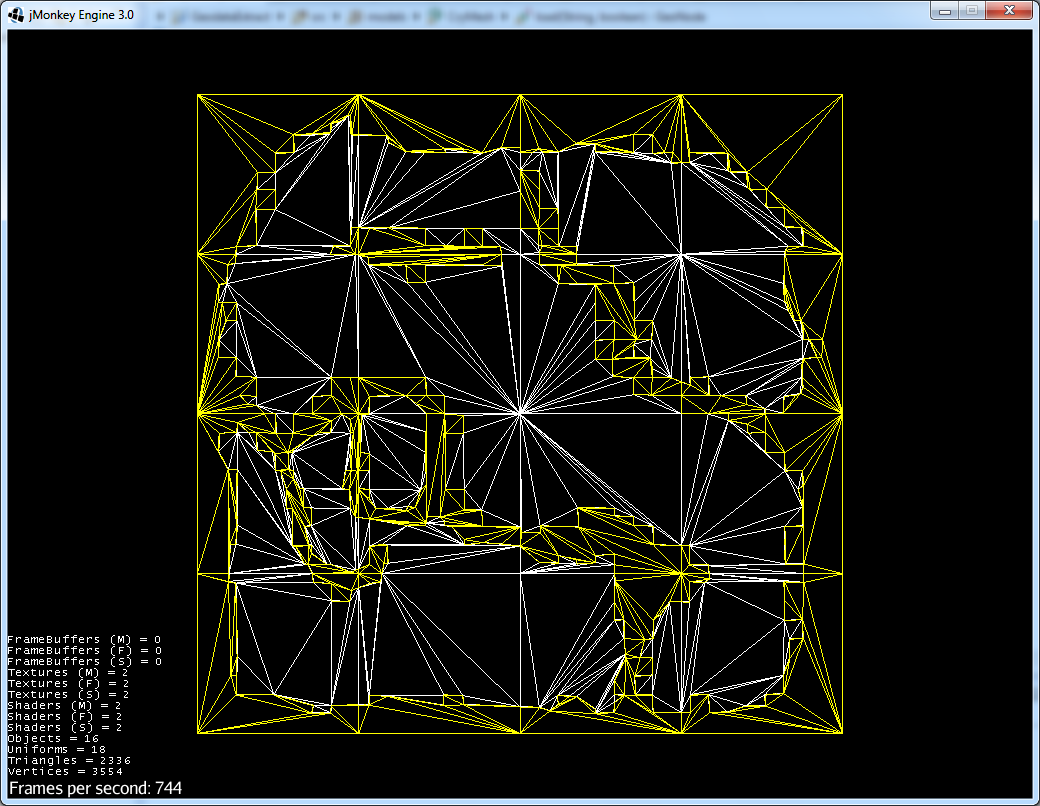 jMonkey Engine 3.0
FrameBuffers (M) = 0
FrameBuffers (F) = 0
FrameBuffers (S) = 0
Textures (M) = 2
Textures (F) = 2
Textures (S) = 2
Shaders (M) = 2
Shaders (F) = 2
Shaders (S) = 2
Objects = 16
Uniforms = 18
Triangles = 2336
Vertices = 3554
Frames per second: 744